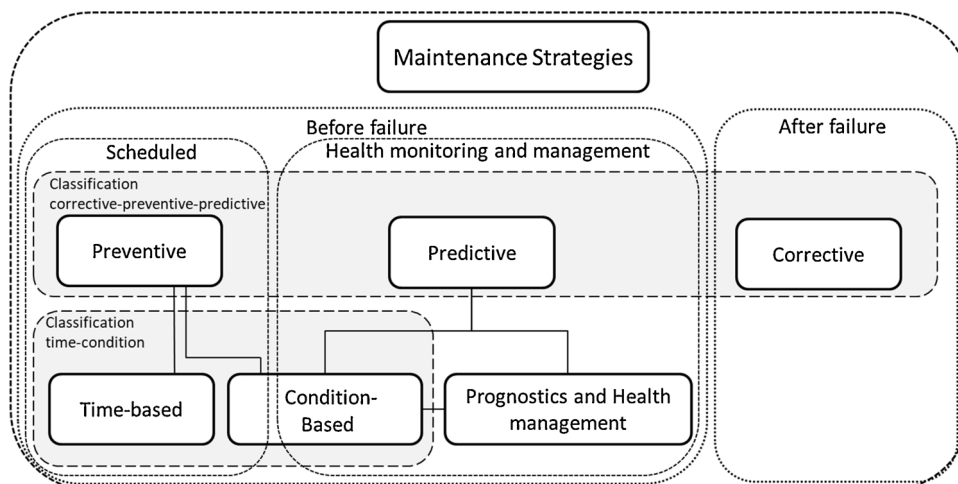 Maintenance Strategies
Before failure
After failure
Scheduled
Health monitoring and management
Classification
corrective-preventive-predictive
Preventive
Predictive
Corrective
Classification
time-condition
Time-based
Condition-
Based
Prognostics and Health
management